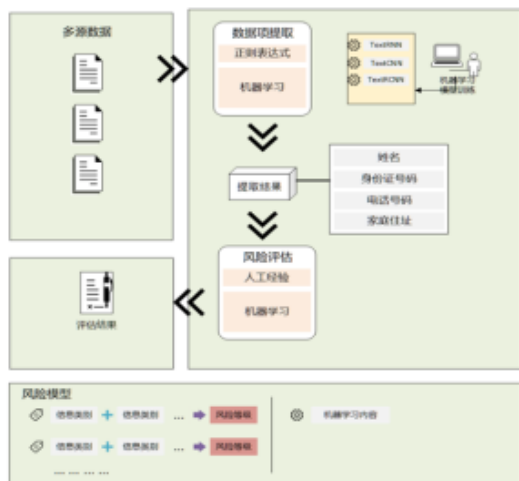 多源数据
数据项提取
正则表达式
机器学习
TextRNN
TextCNN
TextRCNN
机器学习
模型训练
提取结果
姓名
身份证号码
电话号码
家庭住址
风险评估
人工经验
机器学习
评估结果
风险模型
信息类别 + 信息类别 ... 风险等级
机器学习内容
信息类别 + 信息类别 ... 风险等级
— — ... ...